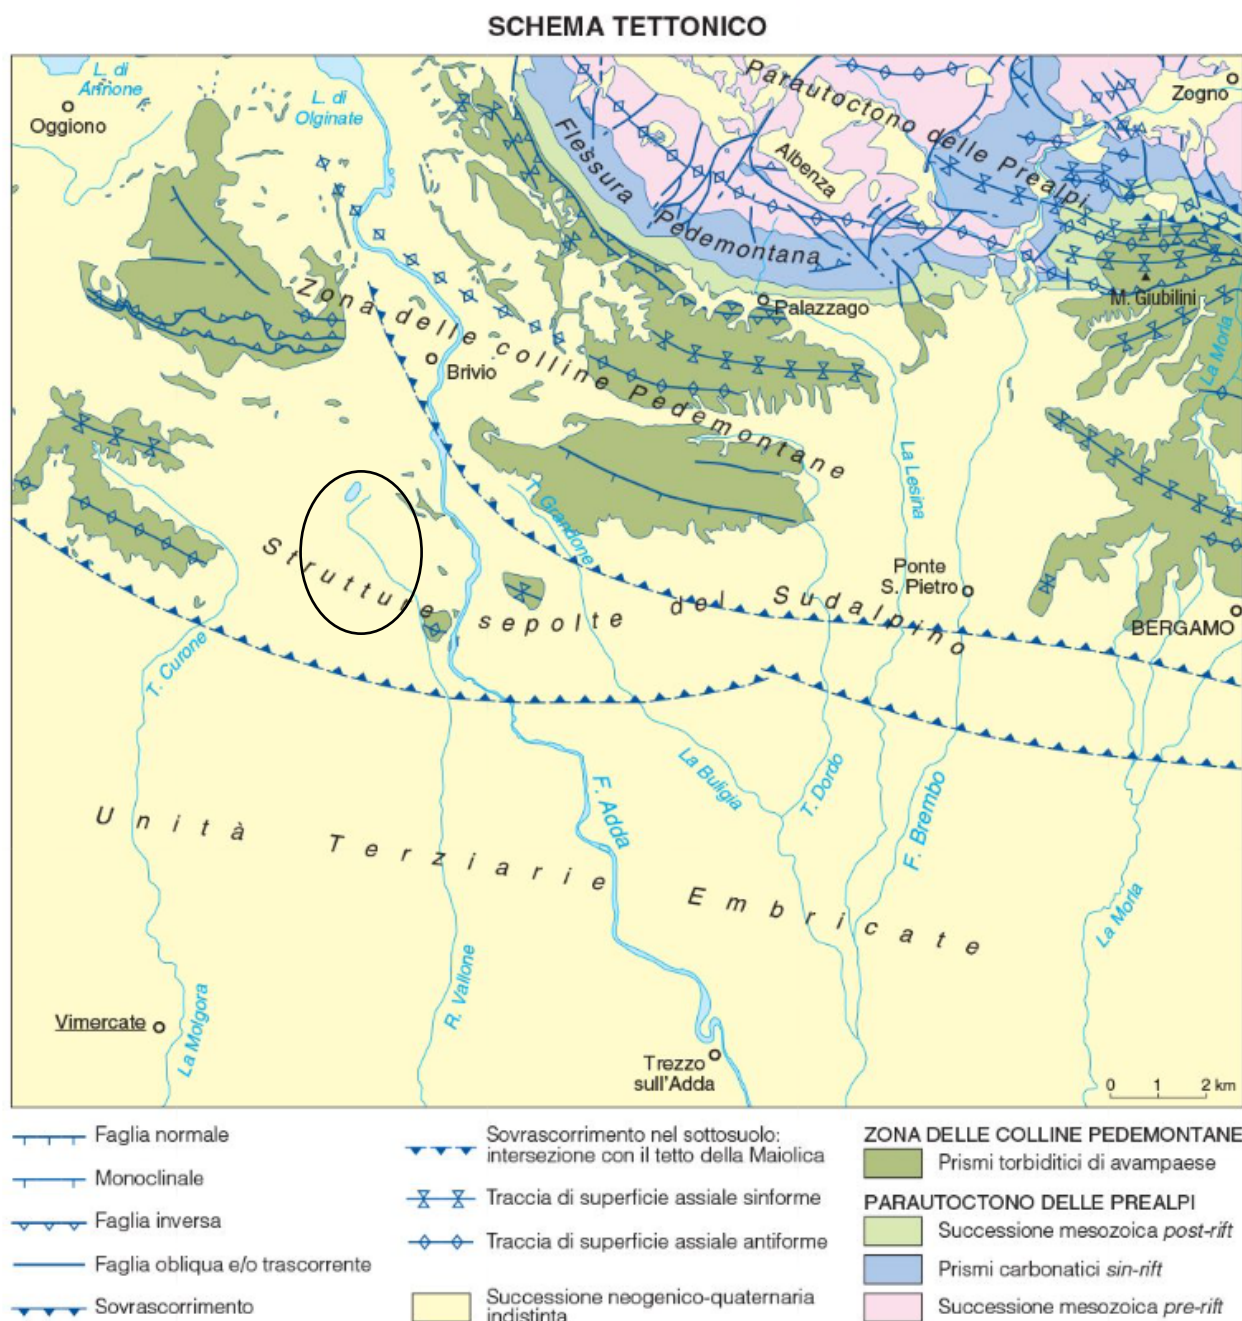 SCHEMA TETTONICO
L. di
Annone
Oggiono
L. di
Olginate
Parautoctono delle Prealpi
Zogno
Albenza
Flessura Pedemontana
Palazzago
M. Giubilini
La Morla
Zona delle colline Pedemontane
Brivio
La Lesina
T. Grandone
Ponte
S. Pietro
BERGAMO
Strutture sepolte del Sudalpino
T. Curone
La Buligia
T. Dordo
F. Brembo
F. Adda
Unità Terziarie Embricate
La Morla
R. Vallone
Vimercate
La Molgora
Trezzo
sull'Adda
0 1 2 km
Faglia normale
Monoclinale
Faglia inversa
Faglia obliqua e/o trascorrente
Sovrascorrimento
Sovrascorrimento nel sottosuolo:
intersezione con il tetto della Maiolica
Traccia di superficie assiale sinforme
Traccia di superficie assiale antiforme
Successione neogenico-quaternaria
indistinta
ZONA DELLE COLLINE PEDEMONTANE
Prismi torbiditici di avampaese
PARAUTOCTONO DELLE PREALPI
Successione mesozoica post-rift
Prismi carbonatici sin-rift
Successione mesozoica pre-rift